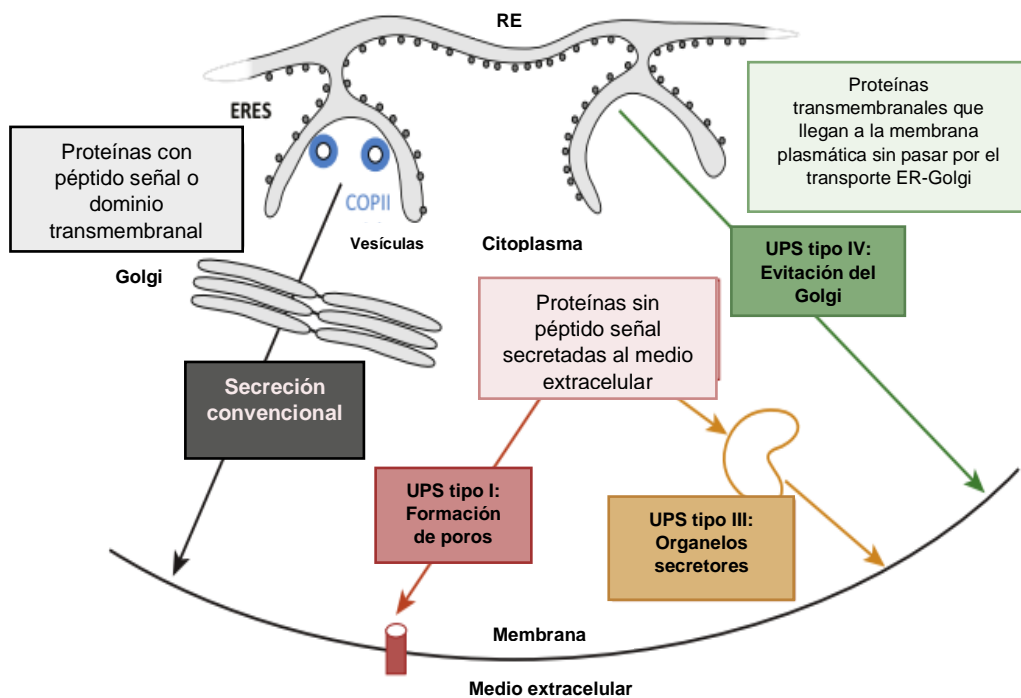 RE
ERES
COPII
Vesículas
Citoplasma
Golgi
Proteínas con
péptido señal o
dominio
transmembranal
Proteínas
transmembranales que
llegan a la membrana
plasmática sin pasar por el
transporte ER-Golgi
UPS tipo IV:
Evitación del
Golgi
Proteínas sin
péptido señal
secretadas al medio
extracelular
Secreción
convencional
UPS tipo I:
Formación
de poros
UPS tipo III:
Organelos
secretores
Membrana
Medio extracelular